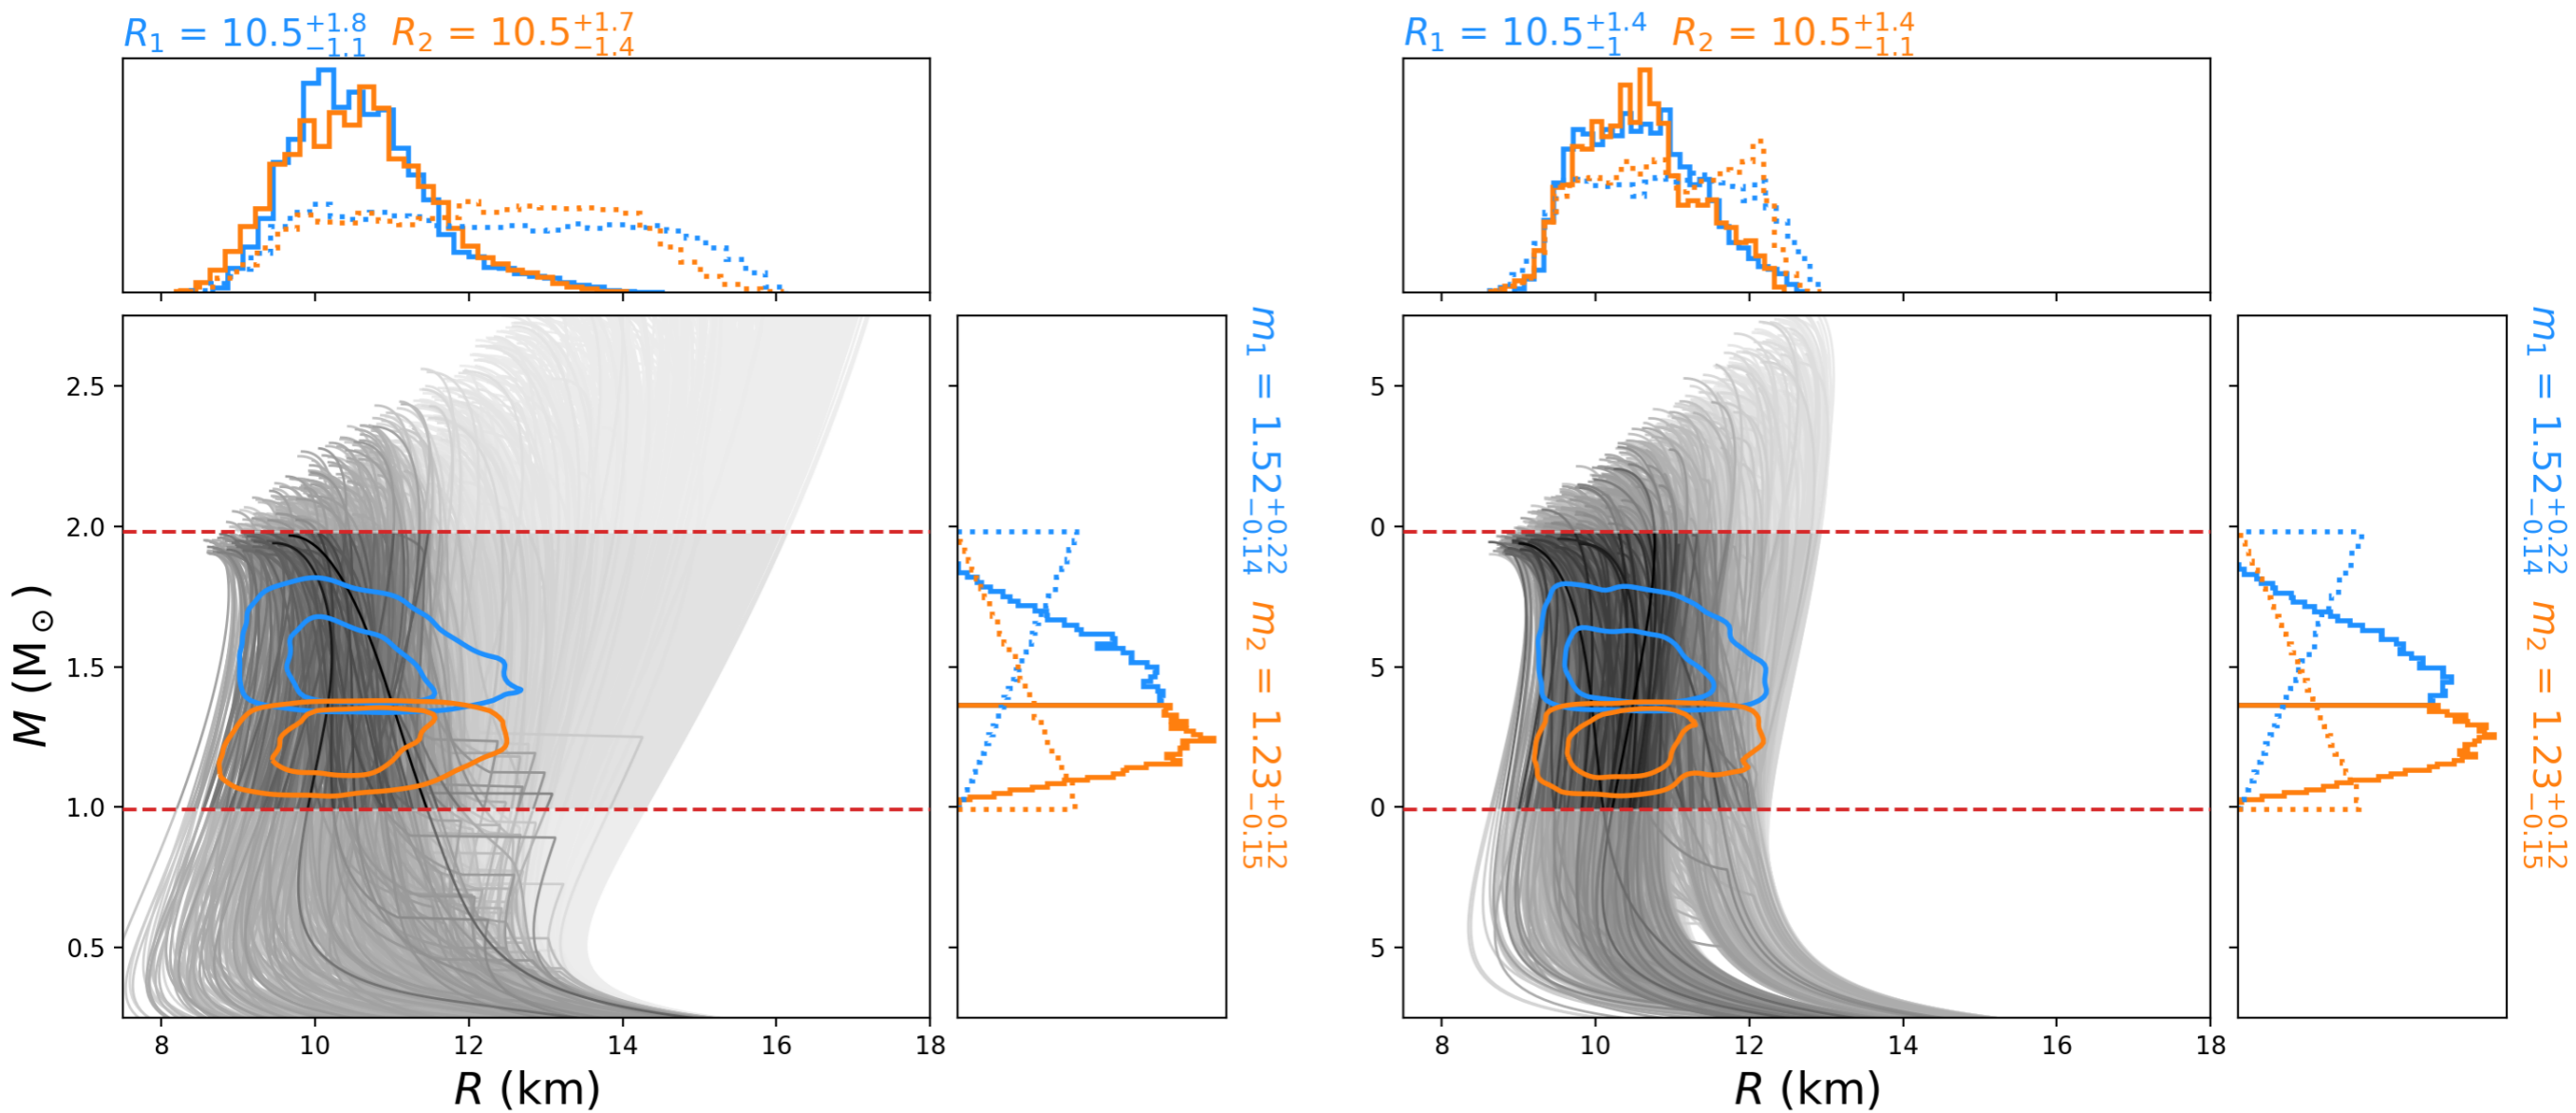 R₁ = 10.5⁺¹·⁸₋₁.₁ R₂ = 10.5⁺¹·⁷₋₁.₄
R₁ = 10.5⁺¹·⁴₋₁ R₂ = 10.5⁺¹·⁴₋₁.₁
2.5
2.0
1.5
1.0
0.5
M (M⊙)
8 10 12 14 16 18
R (km)
m₁ = 1.52⁺⁰·²²₋₀.₁₄ m₂ = 1.23⁺⁰·¹²₋₀.₁₅
5
0
5
0
5
8 10 12 14 16 18
R (km)
m₁ = 1.52⁺⁰·²²₋₀.₁₄ m₂ = 1.23⁺⁰·¹²₋₀.₁₅